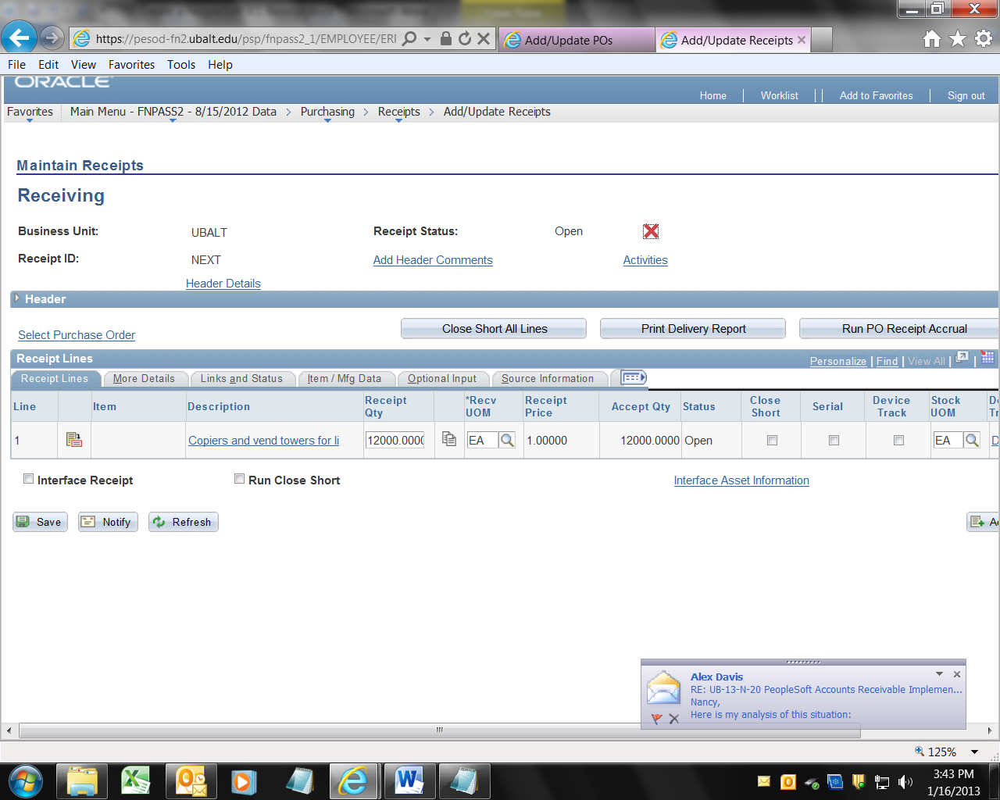 https://pesod-fn2.ubalt.edu/psp/fnpass2_1/EMPLOYEE/ERI
Add/Update POs
Add/Update Receipts
File Edit View Favorites Tools Help
ORACLE
Home Worklist Add to Favorites Sign out
Favorites Main Menu - FNPASS2 - 8/15/2012 Data > Purchasing > Receipts > Add/Update Receipts
Maintain Receipts
Receiving
Business Unit: UBALT Receipt Status: Open
Receipt ID: NEXT Add Header Comments Activities
Header Details
Header
Select Purchase Order Close Short All Lines Print Delivery Report Run PO Receipt Accrual
Receipt Lines Personalize | Find | View All | |
Receipt Lines More Details Links and Status Item / Mfg Data Optional Input Source Information
Line Item Description Receipt Qty *Recv UOM Receipt Price Accept Qty Status Close Short Serial Device Track Stock UOM
1 Copiers and vend towers for li 12000.0000 EA 1.00000 12000.0000 Open EA D
Interface Receipt Run Close Short Interface Asset Information
Save Notify Refresh
Alex Davis
RE: UB-13-N-20 PeopleSoft Accounts Receivable Implemen...
Nancy,
Here is my analysis of this situation:
125%
3:43 PM
1/16/2013